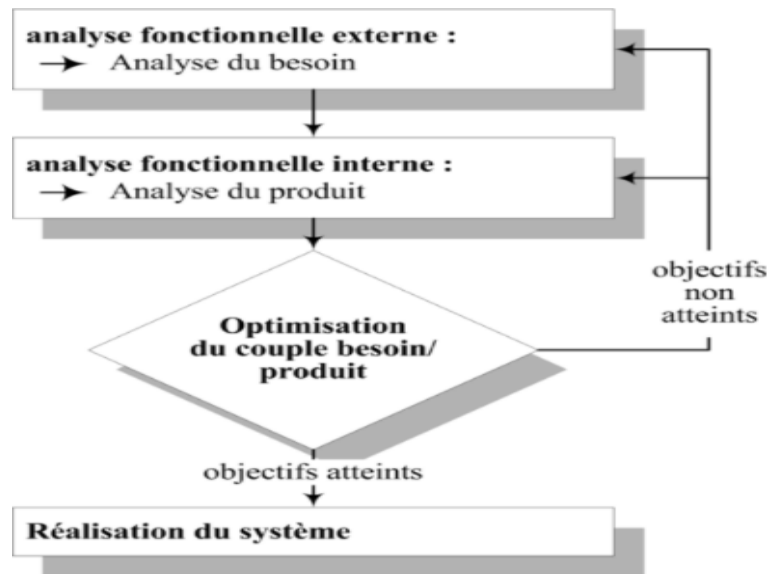 analyse fonctionnelle externe :
→ Analyse du besoin
analyse fonctionnelle interne :
→ Analyse du produit
objectifs
non
atteints
Optimisation
du couple besoin/
produit
objectifs atteints
Réalisation du système